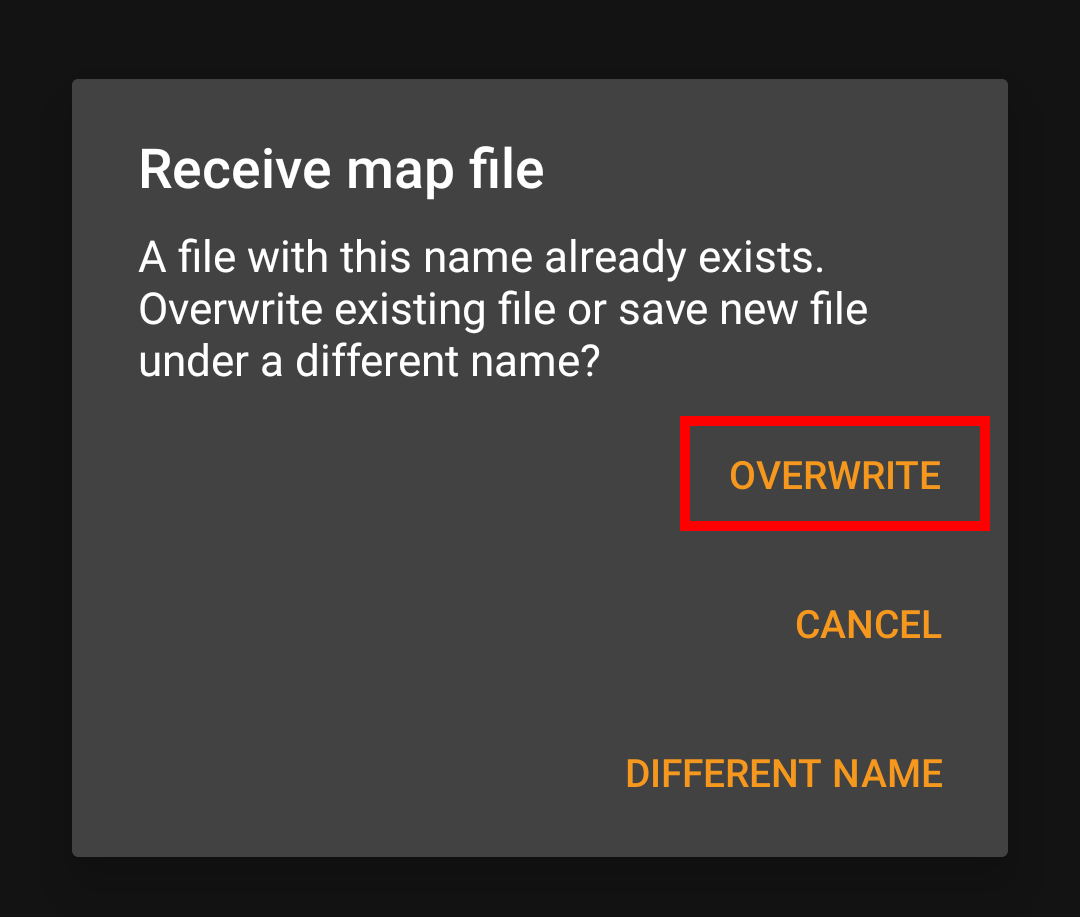 Receive map file
A file with this name already exists.
Overwrite existing file or save new file
under a different name?
OVERWRITE
CANCEL
DIFFERENT NAME